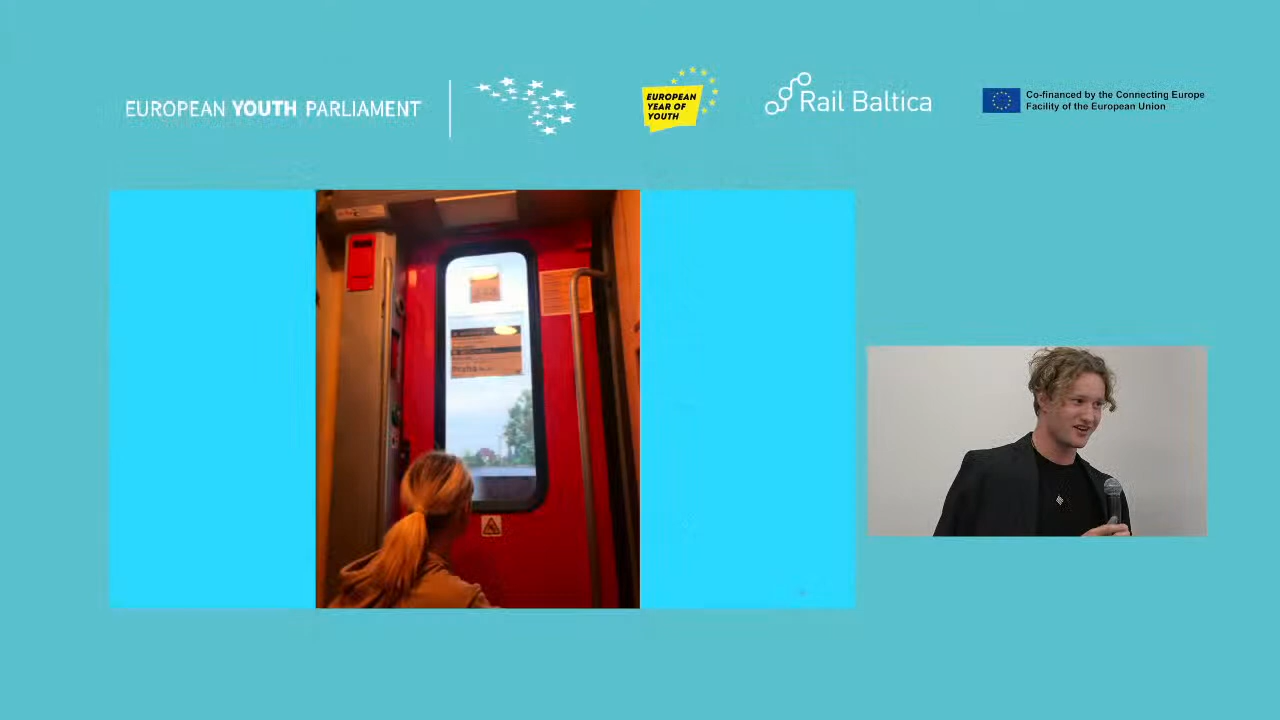 EUROPEAN YOUTH PARLIAMENT
EUROPEAN
YEAR OF
YOUTH
Rail Baltica
Co-financed by the Connecting Europe
Facility of the European Union